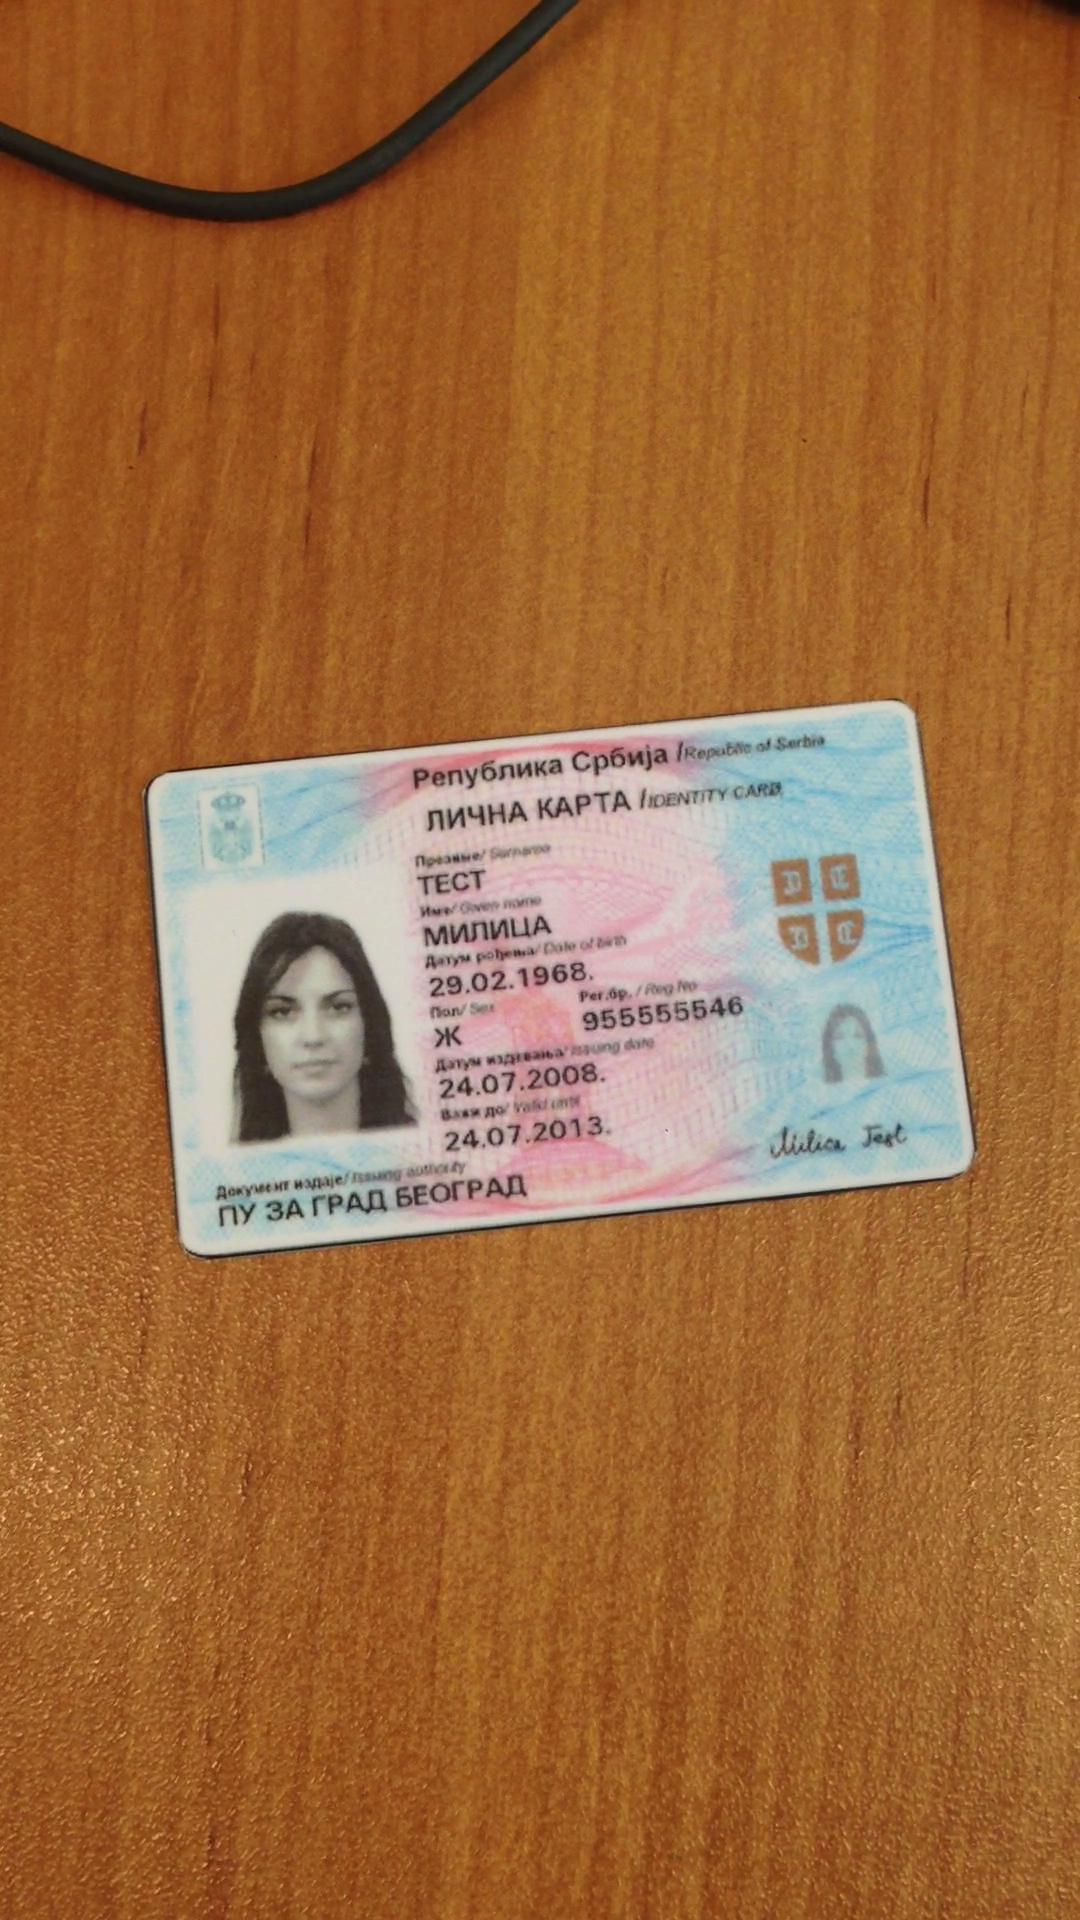 Република Србија /Republic of Serbia
ЛИЧНА КАРТА /IDENTITY CARD
Презиме/ Surname
ТЕСТ
Име/ Given name
МИЛИЦА
Датум рођења/ Date of birth
29.02.1968.
Пол/ Sex
Ж
Рег.бр. / Reg No
955555546
Датум издавања/ Issuing date
24.07.2008.
Важи до/ Valid until
24.07.2013.
Milica Test
Документ издаје/ Issuing authority
ПУ ЗА ГРАД БЕОГРАД